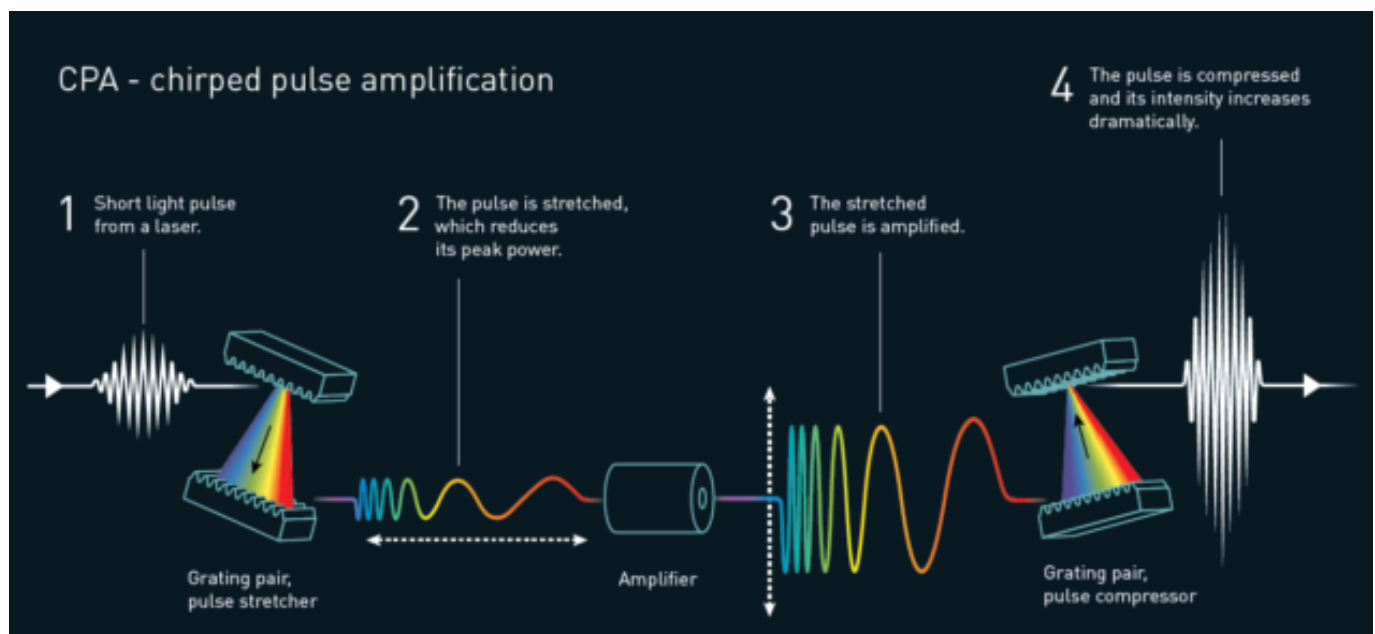 CPA - chirped pulse amplification
1 Short light pulse
from a laser.
2 The pulse is stretched,
which reduces
its peak power.
3 The stretched
pulse is amplified.
4 The pulse is compressed
and its intensity increases
dramatically.
Grating pair,
pulse stretcher
Amplifier
Grating pair,
pulse compressor